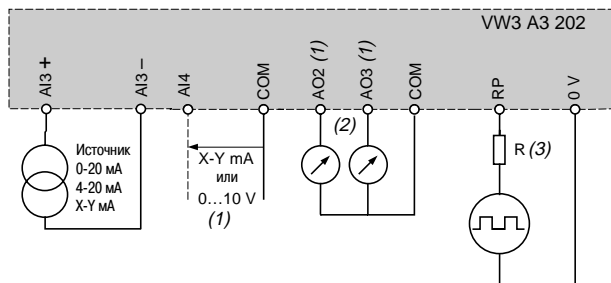 VW3 A3 202
AI3 +
AI3 –
AI4
COM
AO2 (1)
AO3 (1)
COM
RP
0 V
Источник
0-20 мА
4-20 мА
X-Y мА
X-Y mA
или
0...10 V
(1)
(2)
R (3)